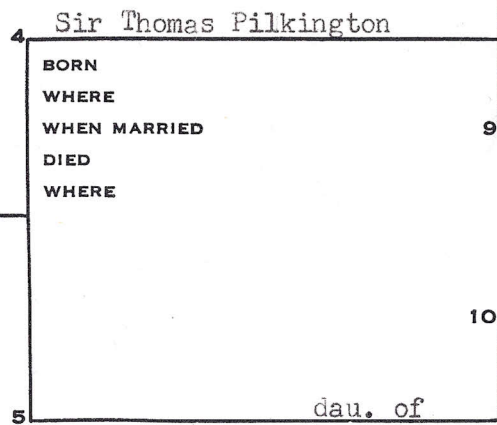 Sir Thomas Pilkington
4
BORN
WHERE
WHEN MARRIED
9
DIED
WHERE
10
dau. of
5